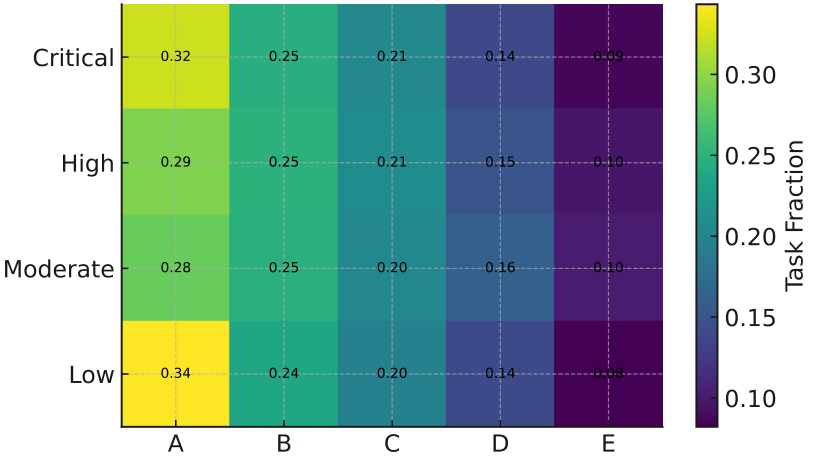 Critical 0.32 0.25 0.21 0.14 0.09
High 0.29 0.25 0.21 0.15 0.10
Moderate 0.28 0.25 0.20 0.16 0.10
Low 0.34 0.24 0.20 0.14 0.08
A B C D E
0.30
0.25
0.20
0.15
0.10
Task Fraction